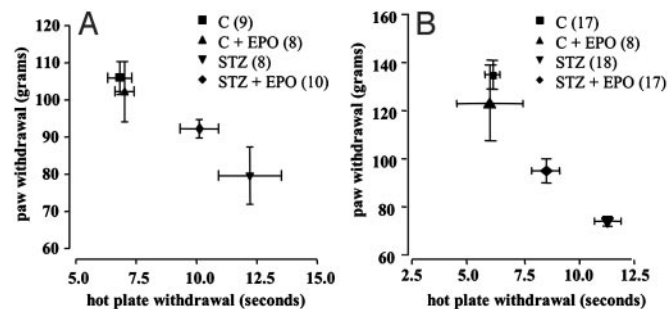 A
C (9)
C + EPO (8)
STZ (8)
STZ + EPO (10)
paw withdrawal (grams)
120
110
100
90
80
70
60
5.0 7.5 10.0 12.5 15.0
hot plate withdrawal (seconds)
B
C (17)
C + EPO (8)
STZ (18)
STZ + EPO (17)
paw withdrawal (grams)
160
140
120
100
80
60
2.5 5.0 7.5 10.0 12.5
hot plate withdrawal (seconds)